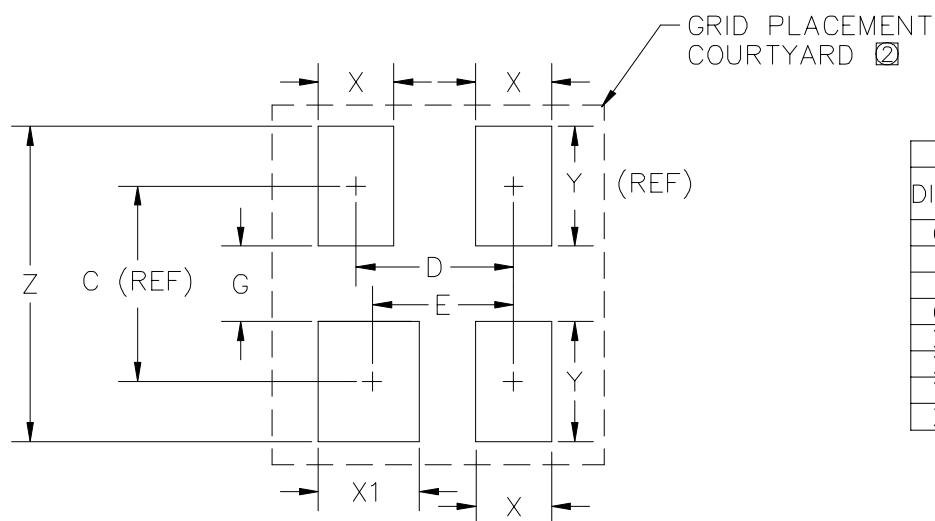 GRID PLACEMENT
COURTYARD ②
X
X
Y (REF)
Z
C (REF)
G
D
E
Y
X1
X